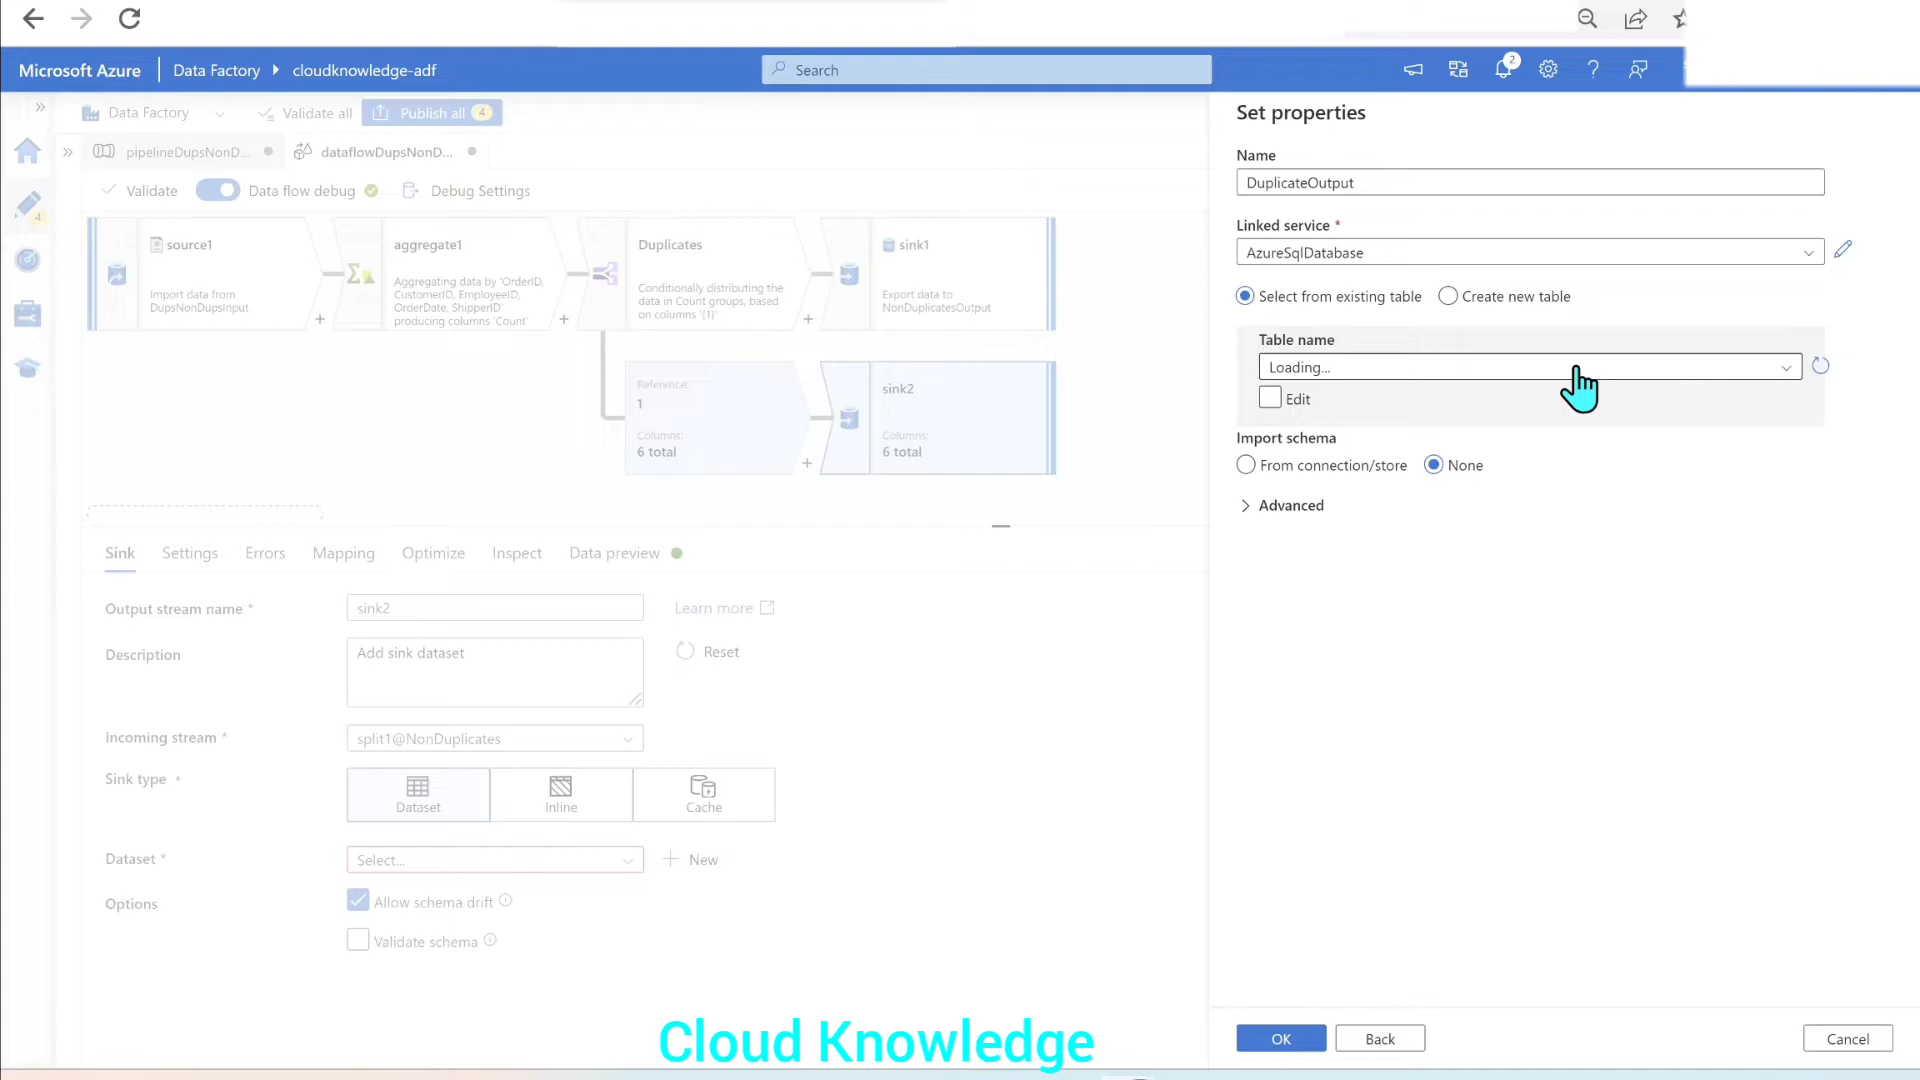 Microsoft Azure
Data Factory
cloudknowledge-adf
Search
2
Data Factory
Validate all
Publish all
4
pipelineDupsNonD...
dataflowDupsNonD...
Validate
Data flow debug
Debug Settings
4
source1
Import data from
DupsNonDupsInput
aggregate1
Aggregating data by 'OrderID,
CustomerID, EmployeeID,
OrderDate, ShipperID'
producing columns 'Count'
Duplicates
Conditionally distributing the
data in Count groups, based
on columns '{1}'
sink1
Export data to
NonDuplicatesOutput
Reference:
1
Columns:
6 total
sink2
Columns:
6 total
Sink
Settings
Errors
Mapping
Optimize
Inspect
Data preview
Output stream name *
sink2
Learn more
Description
Add sink dataset
Reset
Incoming stream *
split1@NonDuplicates
Sink type *
Dataset
Inline
Cache
Dataset *
Select...
New
Options
Allow schema drift
Validate schema
Set properties
Name
DuplicateOutput
Linked service *
AzureSqlDatabase
Select from existing table
Create new table
Table name
Loading...
Edit
Import schema
From connection/store
None
Advanced
OK
Back
Cancel
Cloud Knowledge